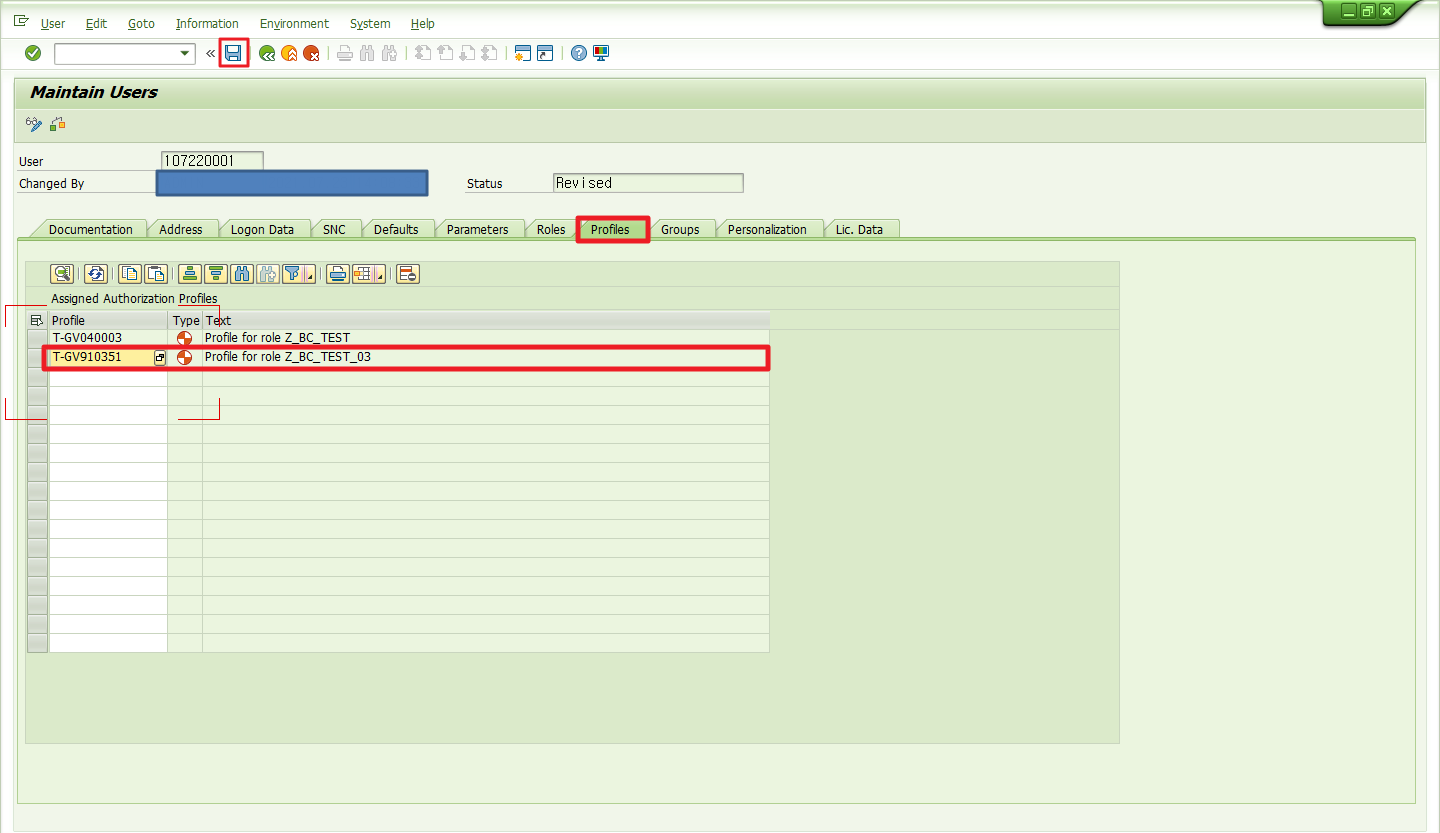 User Edit Goto Information Environment System Help
Maintain Users
User 107220001
Changed By Status Revised
Documentation Address Logon Data SNC Defaults Parameters Roles Profiles Groups Personalization Lic. Data
Assigned Authorization Profiles
Profile Type Text
T-GV040003 Profile for role Z_BC_TEST
T-GV910351 Profile for role Z_BC_TEST_03